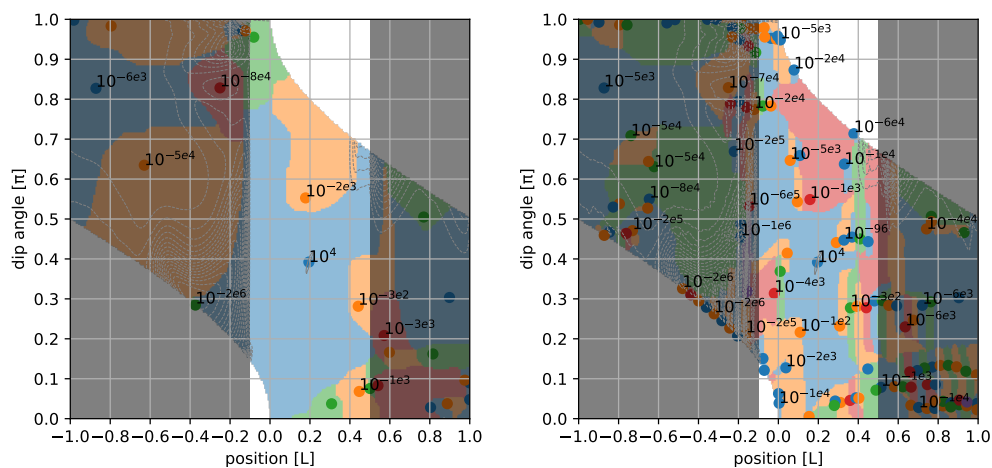 1.0
0.9
0.8
0.7
0.6
0.5
0.4
0.3
0.2
0.1
0.0
dip angle [π]
−1.0 −0.8 −0.6 −0.4 −0.2 0.0 0.2 0.4 0.6 0.8 1.0
position [L]
10^−6e3
10^−8e4
10^−5e4
10^−2e3
10^4
10^−2e6
10^−3e2
10^−3e3
10^−1e3
1.0
0.9
0.8
0.7
0.6
0.5
0.4
0.3
0.2
0.1
0.0
dip angle [π]
−1.0 −0.8 −0.6 −0.4 −0.2 0.0 0.2 0.4 0.6 0.8 1.0
position [L]
10^−5e3
10^−2e4
10^−5e3
10^−7e4
10^−2e4
10^−6e4
10^−5e4
10^−2e5
10^−5e3
10^−1e4
10^−5e4
10^−8e4
10^−6e5
10^−1e3
10^−2e5
10^−1e6
10^−96
10^−4e4
10^4
10^−2e6
10^−4e3
10^−2e6
10^−3e2
10^−6e3
10^−6e3
10^−2e5
10^−1e2
10^−2e3
10^−1e3
10^−1e4